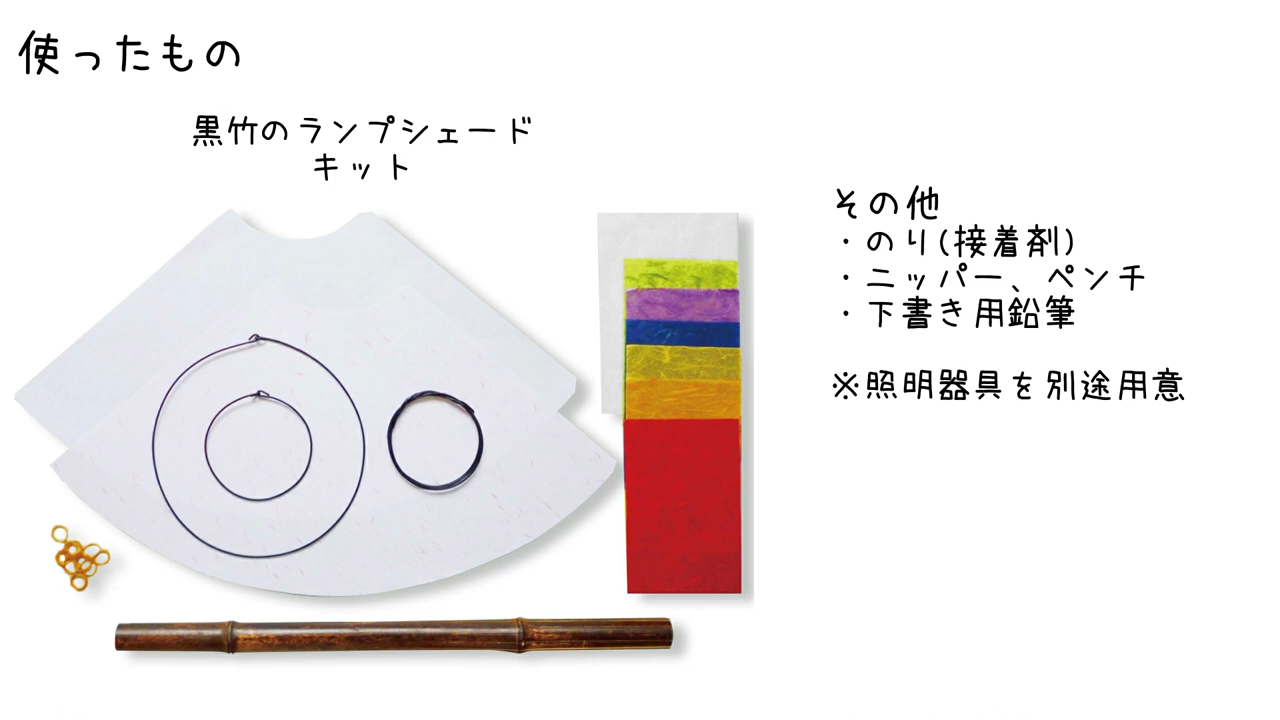 使ったもの
黒竹のランプシェード
キット
その他
・のり(接着剤)
・ニッパー、ペンチ
・下書き用鉛筆
※照明器具を別途用意